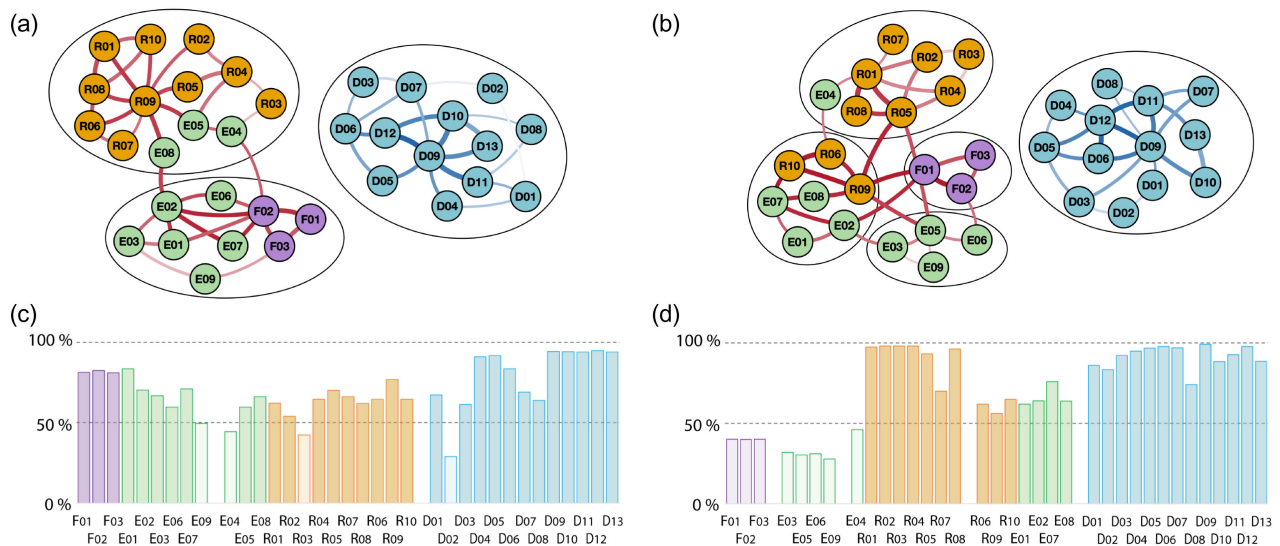 (a)
R01
R10
R02
R08
R05
R04
R09
R03
R06
R07
E05
E04
E08
E02
E06
F02
F01
E03
E01
E07
F03
E09
D03
D07
D02
D06
D12
D10
D08
D13
D09
D05
D11
D04
D01
(b)
R07
R02
R03
R01
E04
R04
R08
R05
R06
R10
R09
F01
F03
F02
E07
E08
E01
E02
E05
E03
E06
E09
D08
D11
D07
D04
D12
D13
D05
D06
D09
D01
D10
D03
D02
(c)
100 %
50 %
0 %
F01 F03 E02 E06 E09 E04 E08 R02 R04 R07 R06 R10 D01 D03 D05 D07 D09 D11 D13
F02 E01 E03 E07 E05 R01 R03 R05 R08 R09 D02 D04 D06 D08 D10 D12
(d)
100 %
50 %
0 %
F01 F03 E03 E06 E04 R02 R04 R07 R06 R10 E02 E08 D01 D03 D05 D07 D09 D11 D13
F02 E05 E09 R01 R03 R05 R08 R09 E01 E07 D02 D04 D06 D08 D10 D12